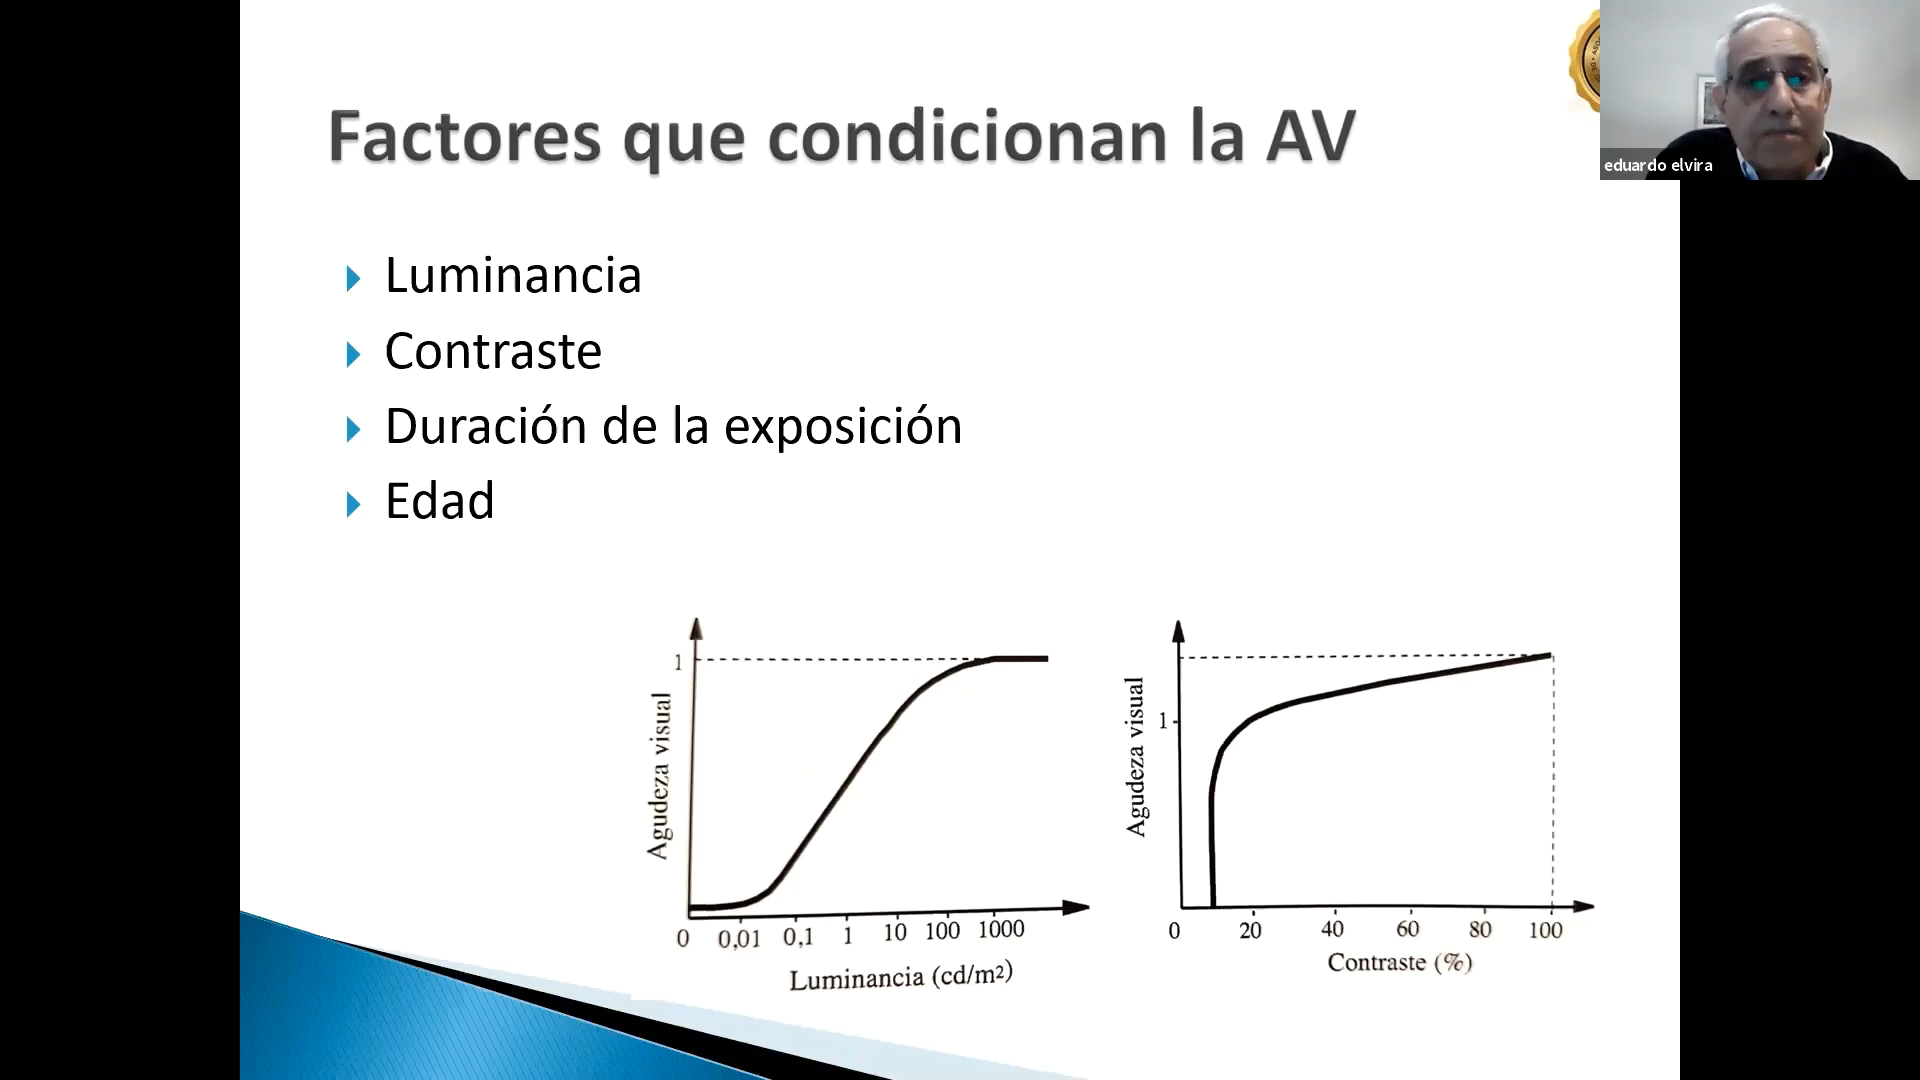 Factores que condicionan la AV
eduardo elvira
Luminancia
Contraste
Duración de la exposición
Edad
1
Agudeza visual
0 0,01 0,1 1 10 100 1000
Luminancia (cd/m²)
1
Agudeza visual
0 20 40 60 80 100
Contraste (%)